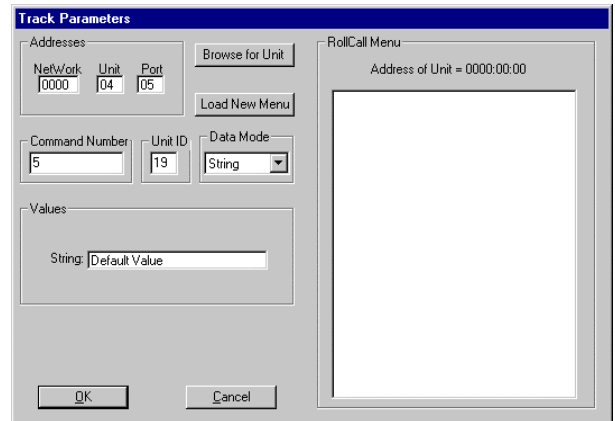 Track Parameters
Addresses
NetWork Unit Port
0000 04 05
Browse for Unit
Load New Menu
Command Number
5
Unit ID
19
Data Mode
String
Values
String: Default Value
OK
Cancel
RollCall Menu
Address of Unit = 0000:00:00